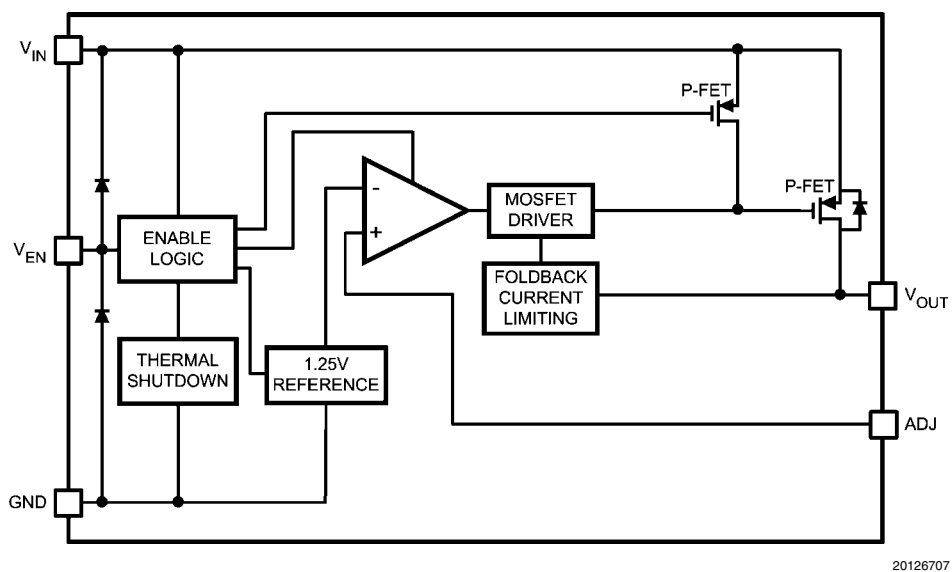 V_IN
P-FET
P-FET
MOSFET
DRIVER
-
+
V_EN
ENABLE
LOGIC
FOLDBACK
CURRENT
LIMITING
V_OUT
THERMAL
SHUTDOWN
1.25V
REFERENCE
ADJ
GND
20126707